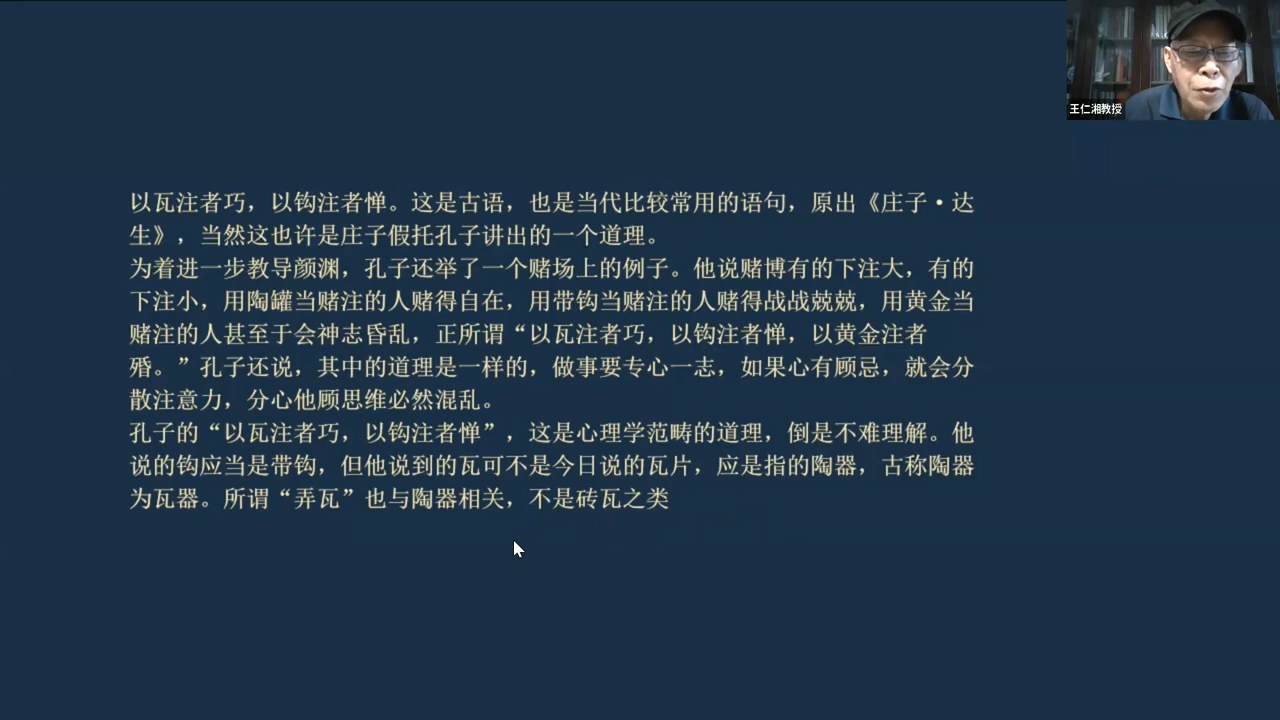 王仁湘教授
以瓦注者巧，以钩注者惮。这是古语，也是当代比较常用的语句，原出《庄子·达
生》，当然这也许是庄子假托孔子讲出的一个道理。
为着进一步教导颜渊，孔子还举了一个赌场上的例子。他说赌博有的下注大，有的
下注小，用陶罐当赌注的人赌得自在，用带钩当赌注的人赌得战战兢兢，用黄金当
赌注的人甚至于会神志昏乱，正所谓“以瓦注者巧，以钩注者惮，以黄金注者
殙。”孔子还说，其中的道理是一样的，做事要专心一志，如果心有顾忌，就会分
散注意力，分心他顾思维必然混乱。
孔子的“以瓦注者巧，以钩注者惮”，这是心理学范畴的道理，倒是不难理解。他
说的钩应当是带钩，但他说到的瓦可不是今日说的瓦片，应是指的陶器，古称陶器
为瓦器。所谓“弄瓦”也与陶器相关，不是砖瓦之类